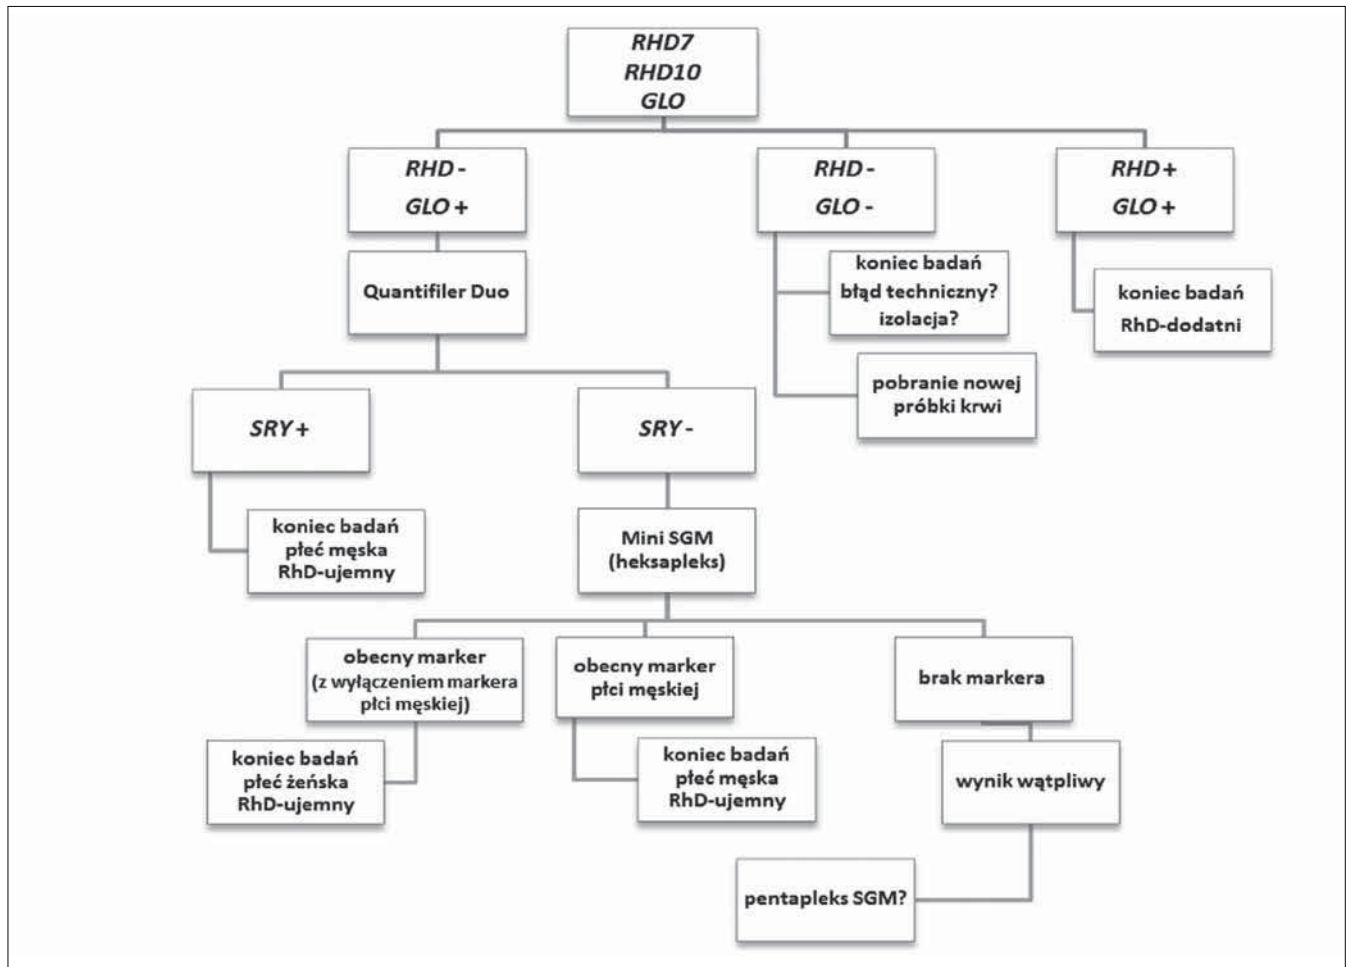 RHD7
RHD10
GLO
RHD -
GLO +
RHD -
GLO -
RHD +
GLO +
Quantifiler Duo
koniec badań
błąd techniczny?
izolacja?
koniec badań
RhD-dodatni
pobranie nowej
próbki krwi
SRY +
SRY -
koniec badań
płeć męska
RhD-ujemny
Mini SGM
(heksapleks)
obecny marker
(z wyłączeniem markera
płci męskiej)
obecny marker
płci męskiej
brak markera
koniec badań
płeć żeńska
RhD-ujemny
koniec badań
płeć męska
RhD-ujemny
wynik wątpliwy
pentapleks SGM?